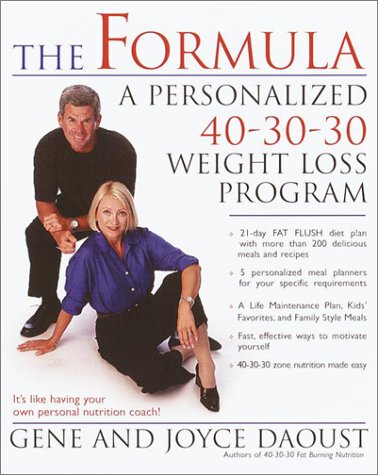 THE FORMULA
A PERSONALIZED
40-30-30
WEIGHT LOSS
PROGRAM
21-day FAT FLUSH diet plan
with more than 200 delicious
meals and recipes
5 personalized meal planners
for your specific requirements
A Life Maintenance Plan, Kids'
Favorites, and Family Style Meals
Fast, effective ways to motivate
yourself
40-30-30 zone nutrition made easy
It's like having your
own personal nutrition coach!
GENE AND JOYCE DAOUST
Authors of 40-30-30 Fat Burning Nutrition